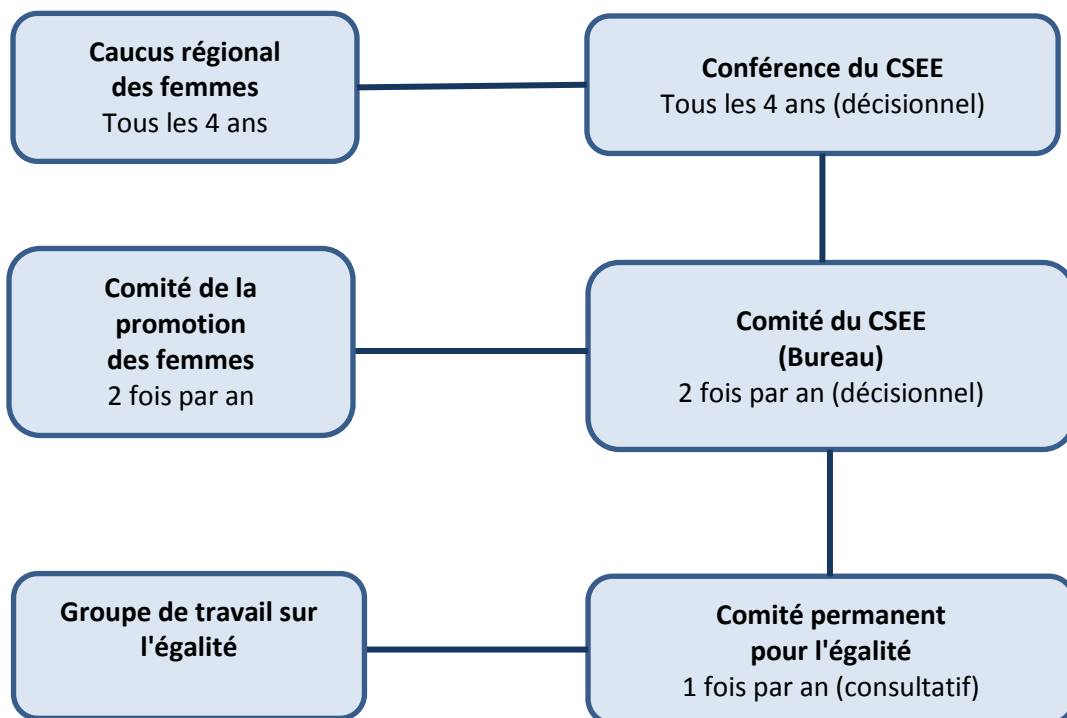 Caucus régional
des femmes
Tous les 4 ans
Conférence du CSEE
Tous les 4 ans (décisionnel)
Comité de la
promotion
des femmes
2 fois par an
Comité du CSEE
(Bureau)
2 fois par an (décisionnel)
Groupe de travail sur
l'égalité
Comité permanent
pour l'égalité
1 fois par an (consultatif)